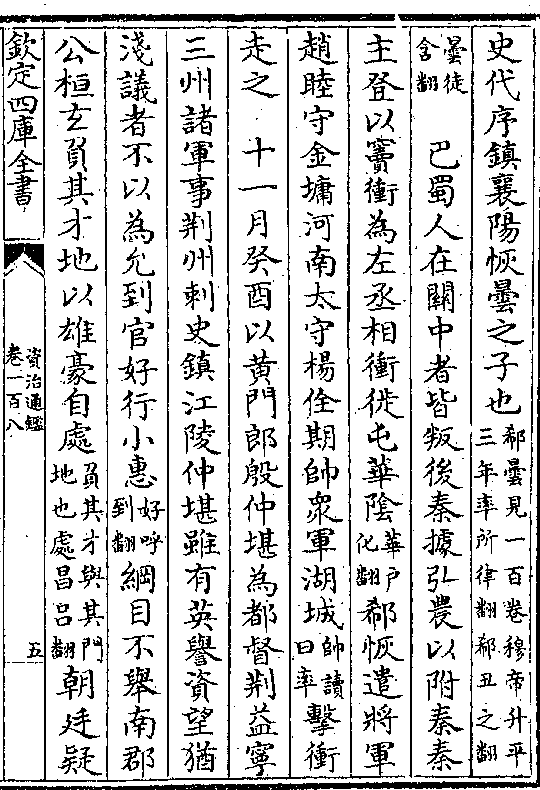 史代序鎮襄陽恢曇之子也郗曇見一百卷穆帝升平三年率所律翻郗丑之翻
曇徒含翻 巴蜀人在關中者皆叛後秦據弘農以附秦秦
主登以竇衝為左丞相衝徙屯華陰華戶化翻郗恢遣將軍
趙睦守金墉河南太守楊佺期帥衆軍湖城帥讀曰率擊衝
走之 十一月癸酉以黄門郎殷仲堪為都督荆益寧
三州諸軍事荆州刺史鎮江陵仲堪雖有英譽資望猶
淺議者不以為允到官好行小惠好呼到翻綱目不舉南郡
公桓玄負其才地以雄豪自處負其才與其門地也處昌呂翻朝廷疑
欽定四庫全書
資治通鑑
卷一百八
五